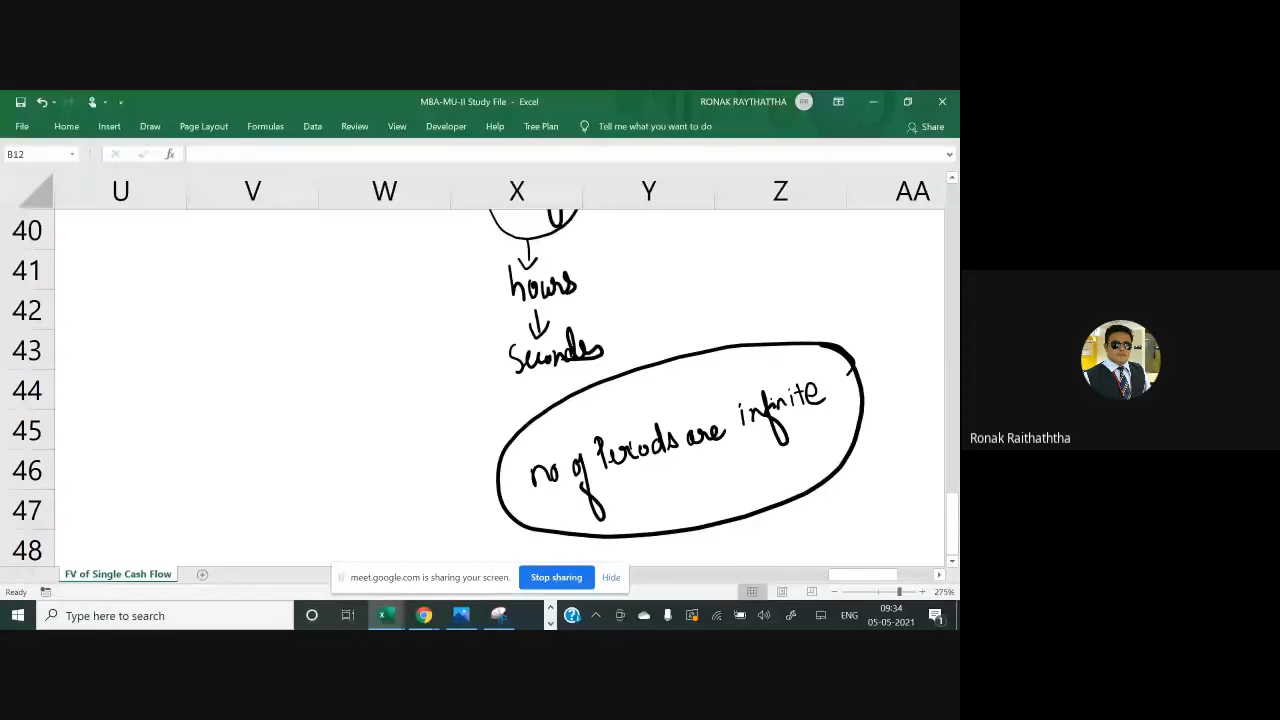 MBA-MU-II Study File - Excel
RONAK RAYTHATTHA
RR
File Home Insert Draw Page Layout Formulas Data Review View Developer Help Tree Plan Tell me what you want to do Share
B12
fx
U V W X Y Z AA
40
41
hours
42
43
Secondes
44
45
no of Periods are infinite
46
47
48
Ronak Raithaththa
FV of Single Cash Flow
meet.google.com is sharing your screen. Stop sharing Hide
Ready
275%
Type here to search
ENG
09:34
05-05-2021
1